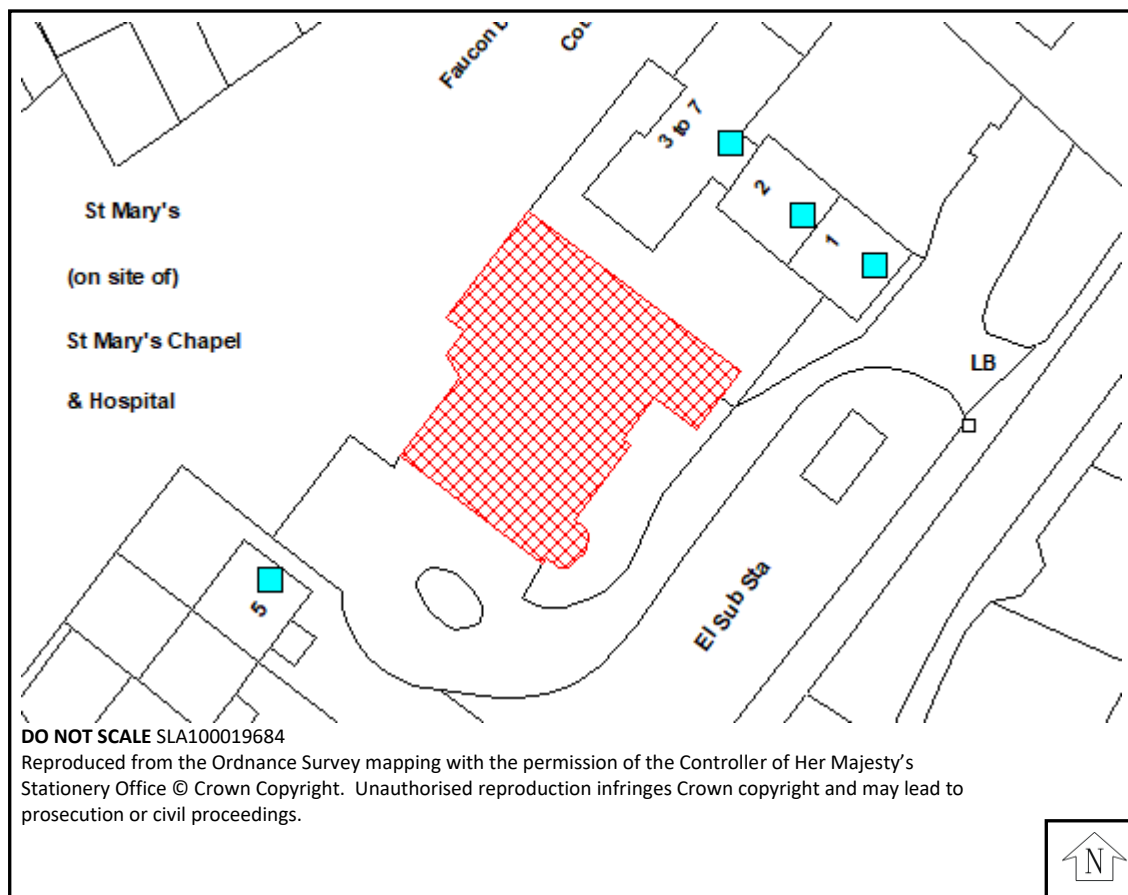 3 to 7
2
1
St Mary's
(on site of)
St Mary's Chapel
& Hospital
LB
5
El Sub Sta
DO NOT SCALE SLA100019684
Reproduced from the Ordnance Survey mapping with the permission of the Controller of Her Majesty’s
Stationery Office © Crown Copyright. Unauthorised reproduction infringes Crown copyright and may lead to
prosecution or civil proceedings.
N